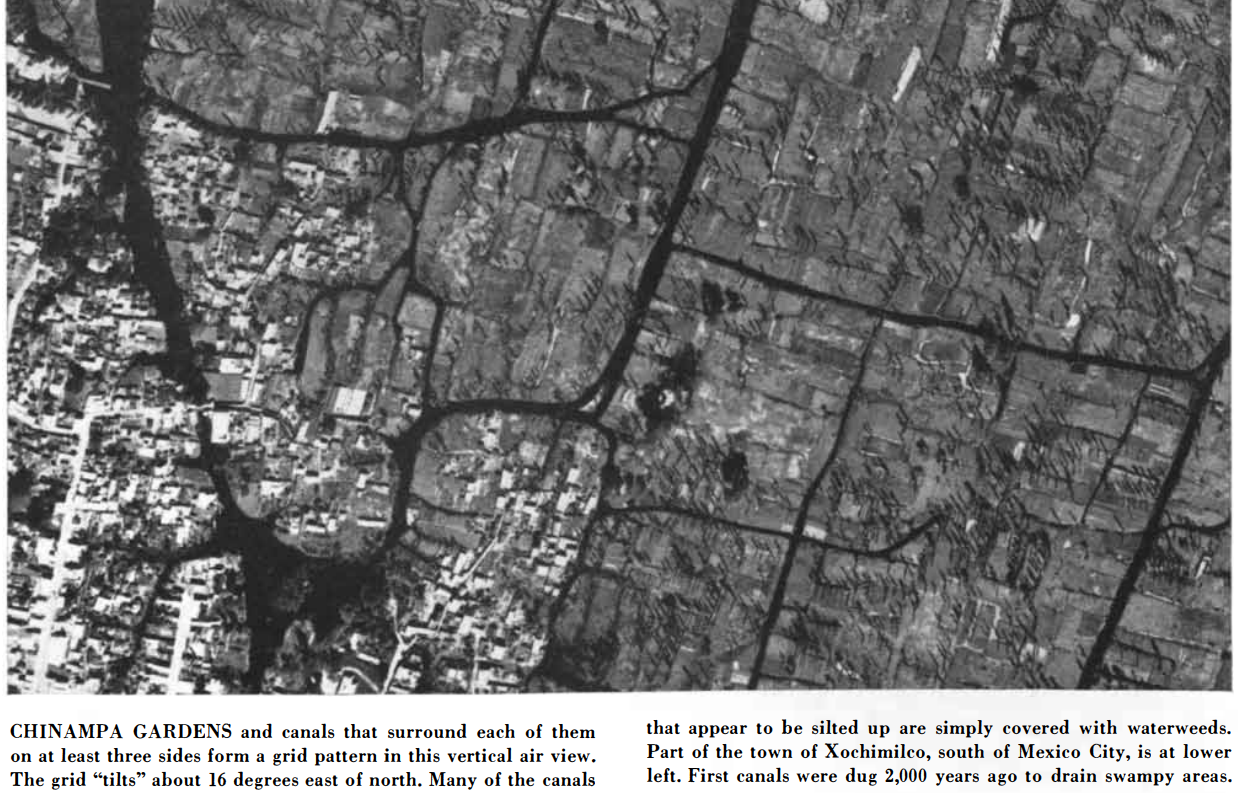 CHINAMPA GARDENS and canals that surround each of them
on at least three sides form a grid pattern in this vertical air view.
The grid “tilts” about 16 degrees east of north. Many of the canals
that appear to be silted up are simply covered with waterweeds.
Part of the town of Xochimilco, south of Mexico City, is at lower
left. First canals were dug 2,000 years ago to drain swampy areas.